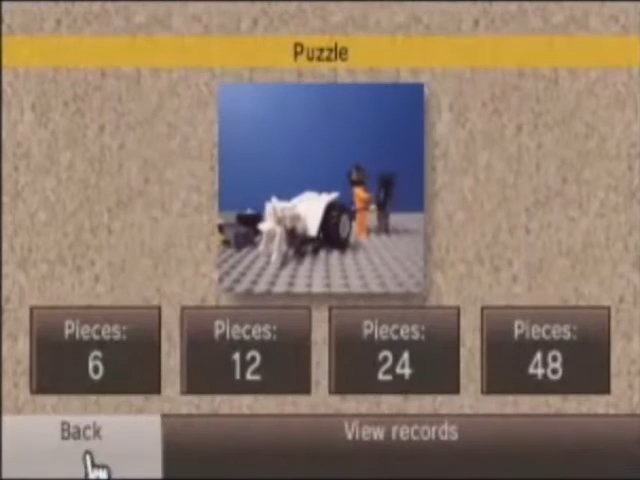 Puzzle
Pieces: 6
Pieces: 12
Pieces: 24
Pieces: 48
Back
View records